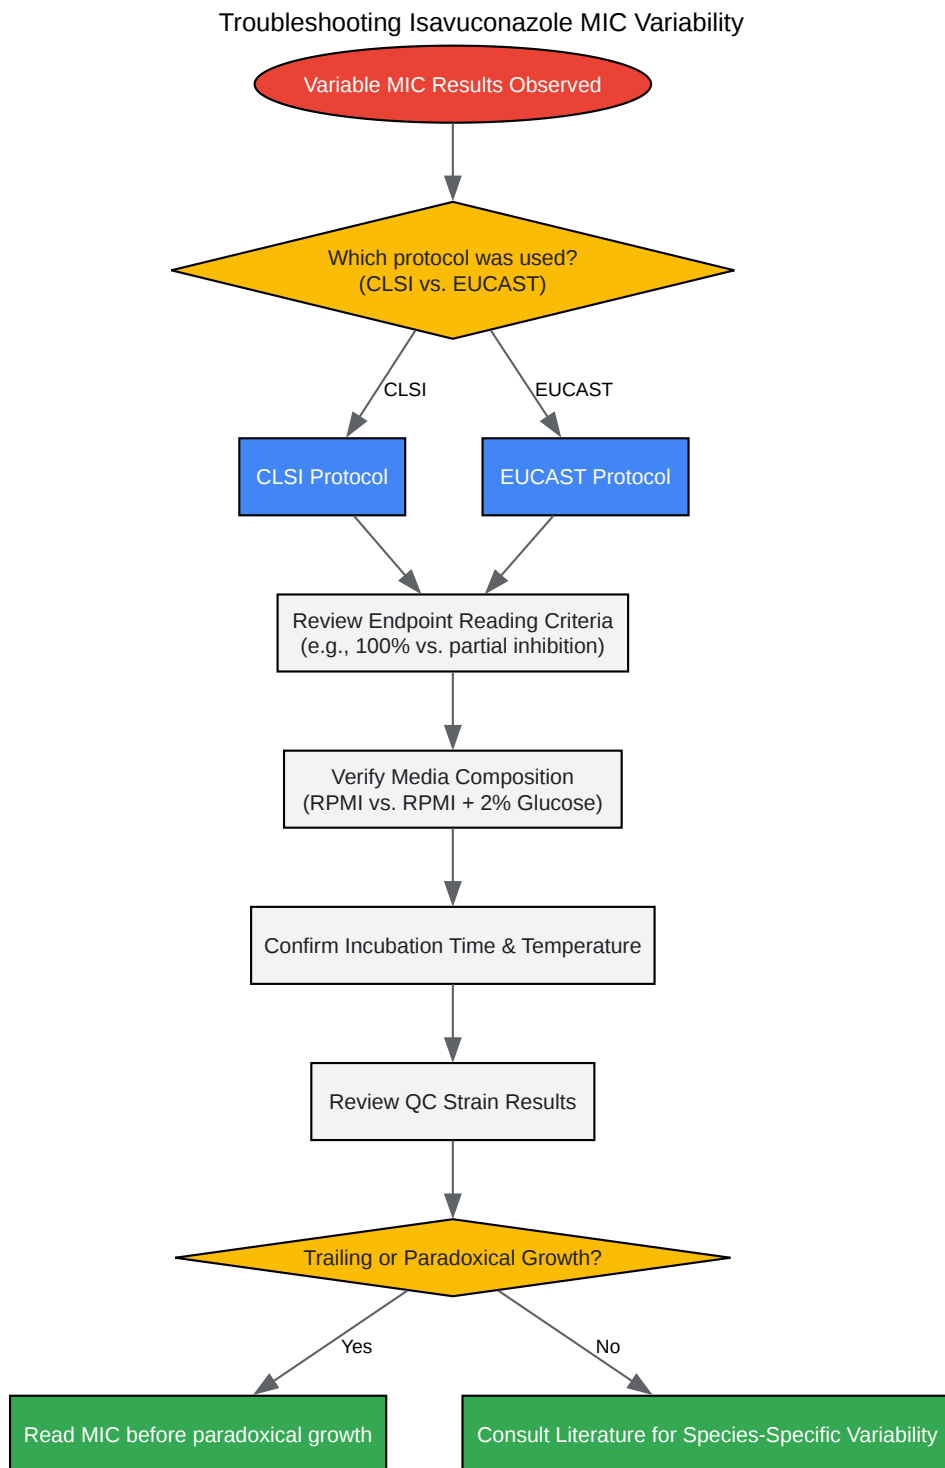 Troubleshooting Isavuconazole MIC Variability
Variable MIC Results Observed
Which protocol was used?
(CLSI vs. EUCAST)
CLSI
EUCAST
CLSI Protocol
EUCAST Protocol
Review Endpoint Reading Criteria
(e.g., 100% vs. partial inhibition)
Verify Media Composition
(RPMI vs. RPMI + 2% Glucose)
Confirm Incubation Time & Temperature
Review QC Strain Results
Trailing or Paradoxical Growth?
Yes
No
Read MIC before paradoxical growth
Consult Literature for Species-Specific Variability